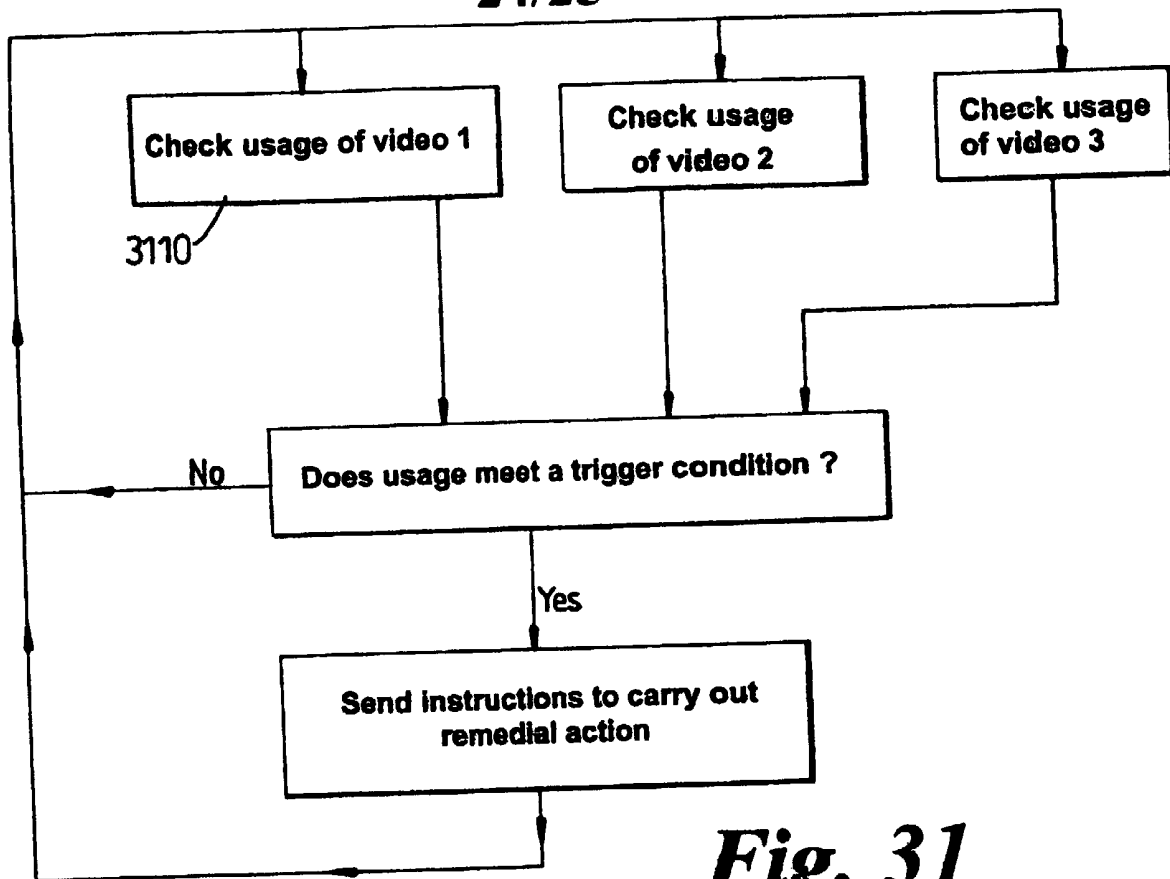 Check usage of video 1
Check usage
of video 2
Check usage
of video 3
3110
Does usage meet a trigger condition ?
No
Yes
Send instructions to carry out
remedial action
Fig. 31